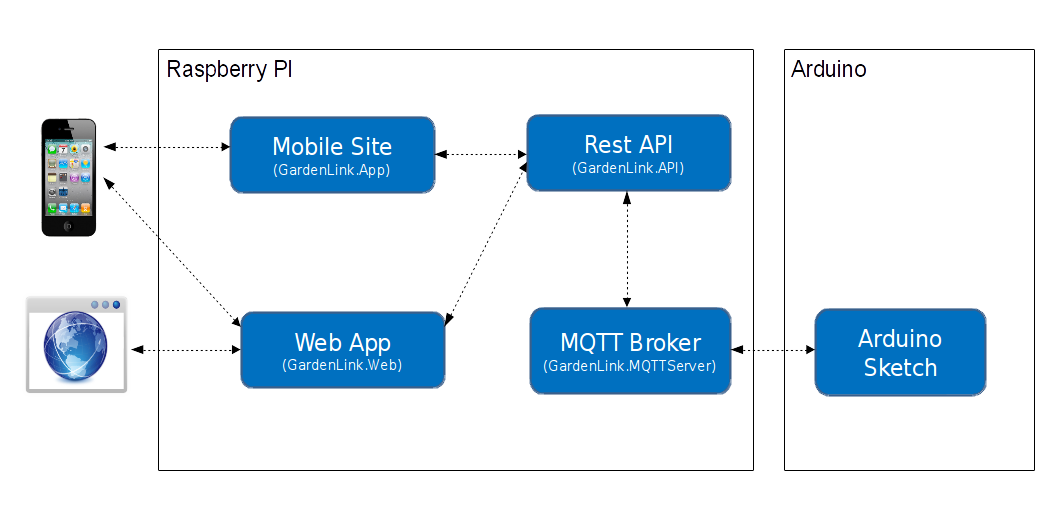 Raspberry PI
Arduino
Mobile Site
(GardenLink.App)
Rest API
(GardenLink.API)
Web App
(GardenLink.Web)
MQTT Broker
(GardenLink.MQTTServer)
Arduino
Sketch